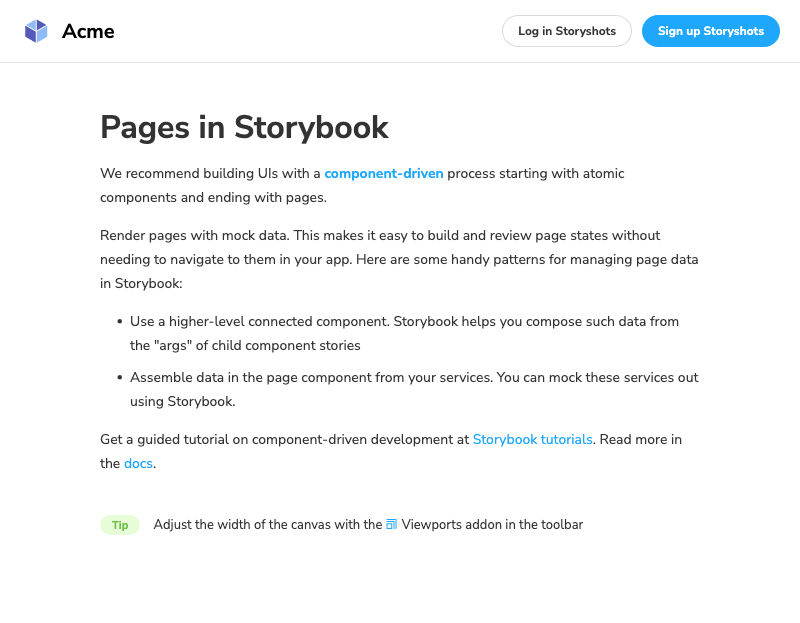 Acme
Log in Storyshots
Sign up Storyshots
Pages in Storybook
We recommend building UIs with a component-driven process starting with atomic
components and ending with pages.
Render pages with mock data. This makes it easy to build and review page states without
needing to navigate to them in your app. Here are some handy patterns for managing page data
in Storybook:
• Use a higher-level connected component. Storybook helps you compose such data from
the "args" of child component stories
• Assemble data in the page component from your services. You can mock these services out
using Storybook.
Get a guided tutorial on component-driven development at Storybook tutorials. Read more in
the docs.
Tip Adjust the width of the canvas with the Viewports addon in the toolbar